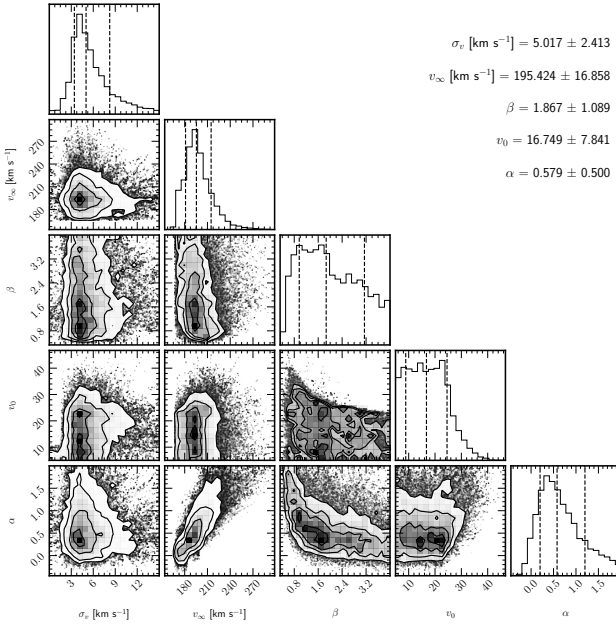 σ_v [km s⁻¹] = 5.017 ± 2.413
v_∞ [km s⁻¹] = 195.424 ± 16.858
β = 1.867 ± 1.089
v_0 = 16.749 ± 7.841
α = 0.579 ± 0.500
v_∞ [km s⁻¹]
270
240
210
180
β
3.2
2.4
1.6
0.8
v_0
40
30
20
10
α
1.5
1.0
0.5
0.0
3 6 9 12
180 210 240 270
0.8 1.6 2.4 3.2
10 20 30 40
0.0 0.5 1.0 1.5
σ_v [km s⁻¹]
v_∞ [km s⁻¹]
β
v_0
α